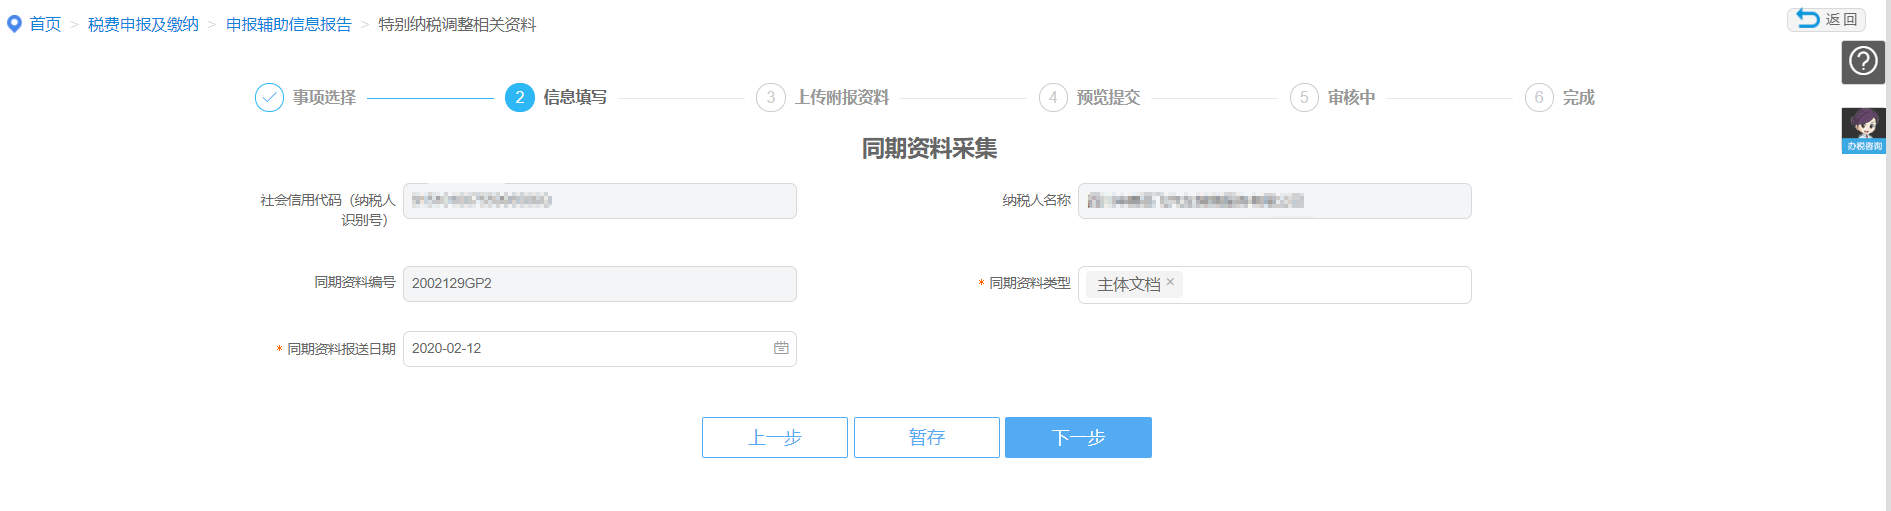 首页 > 税费申报及缴纳 > 申报辅助信息报告 > 特别纳税调整相关资料
返回
办税咨询
事项选择 2 信息填写 3 上传附报资料 4 预览提交 5 审核中 6 完成
同期资料采集
社会信用代码（纳税人
识别号）
纳税人名称
同期资料编号 2002129GP2
* 同期资料类型 主体文档 ×
* 同期资料报送日期 2020-02-12
上一步 暂存 下一步